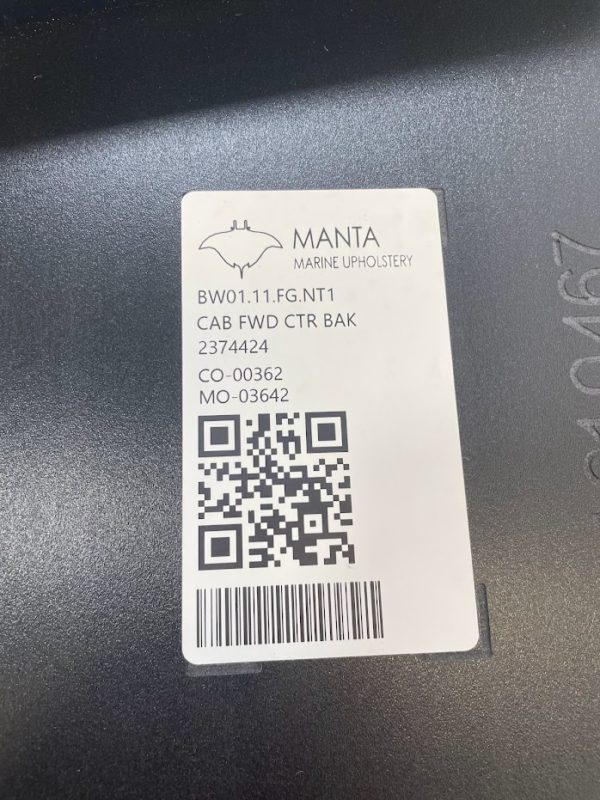 MANTA
MARINE UPHOLSTERY
BW01.11.FG.NT1
CAB FWD CTR BAK
2374424
CO-00362
MO-03642